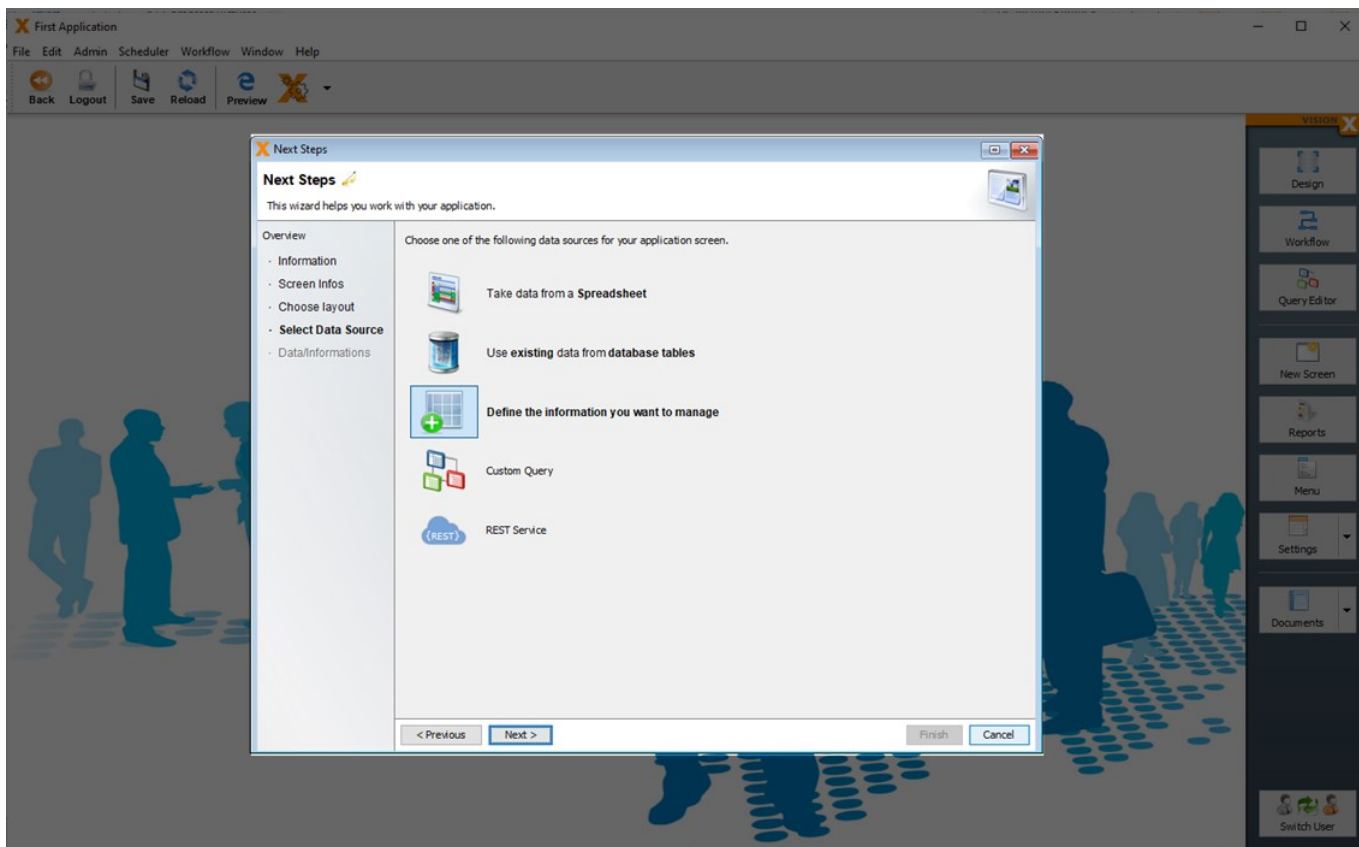 First Application
File Edit Admin Scheduler Workflow Window Help
Back Logout Save Reload Preview
VISION X
Next Steps
Next Steps
This wizard helps you work with your application.
Overview
· Information
· Screen Infos
· Choose layout
· Select Data Source
· Data/Informations
Choose one of the following data sources for your application screen.
Take data from a Spreadsheet
Use existing data from database tables
Define the information you want to manage
Custom Query
{REST} REST Service
< Previous Next > Finish Cancel
Design
Workflow
Query Editor
New Screen
Reports
Menu
Settings
Documents
Switch User